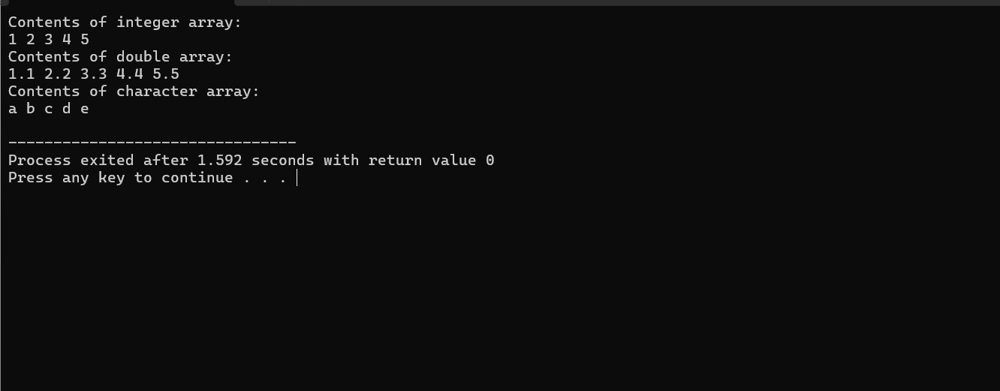 Contents of integer array:
1 2 3 4 5
Contents of double array:
1.1 2.2 3.3 4.4 5.5
Contents of character array:
a b c d e
--------------------------------
Process exited after 1.592 seconds with return value 0
Press any key to continue . . .